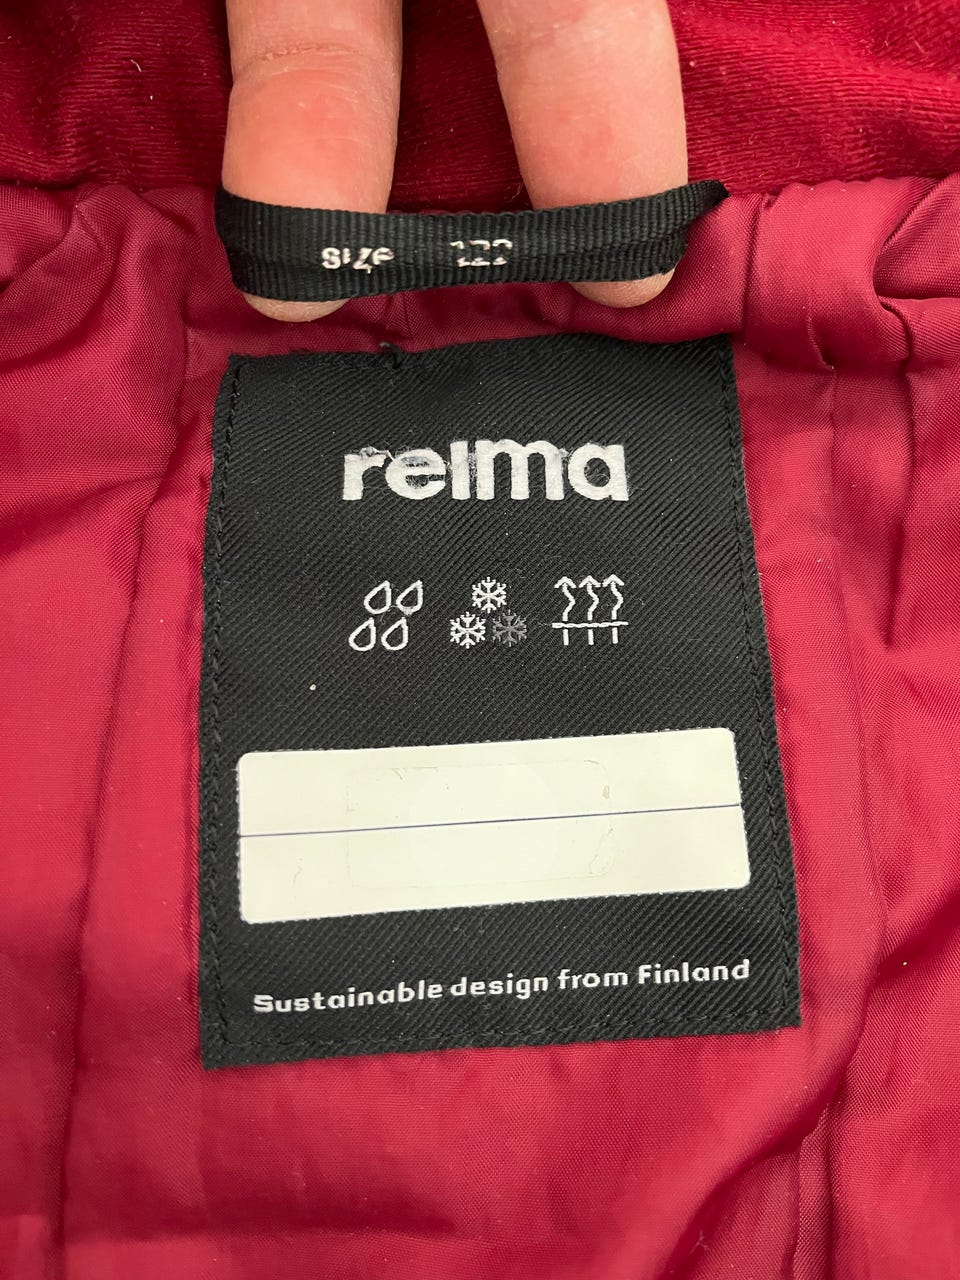 SIZE
reima
Sustainable design from Finland